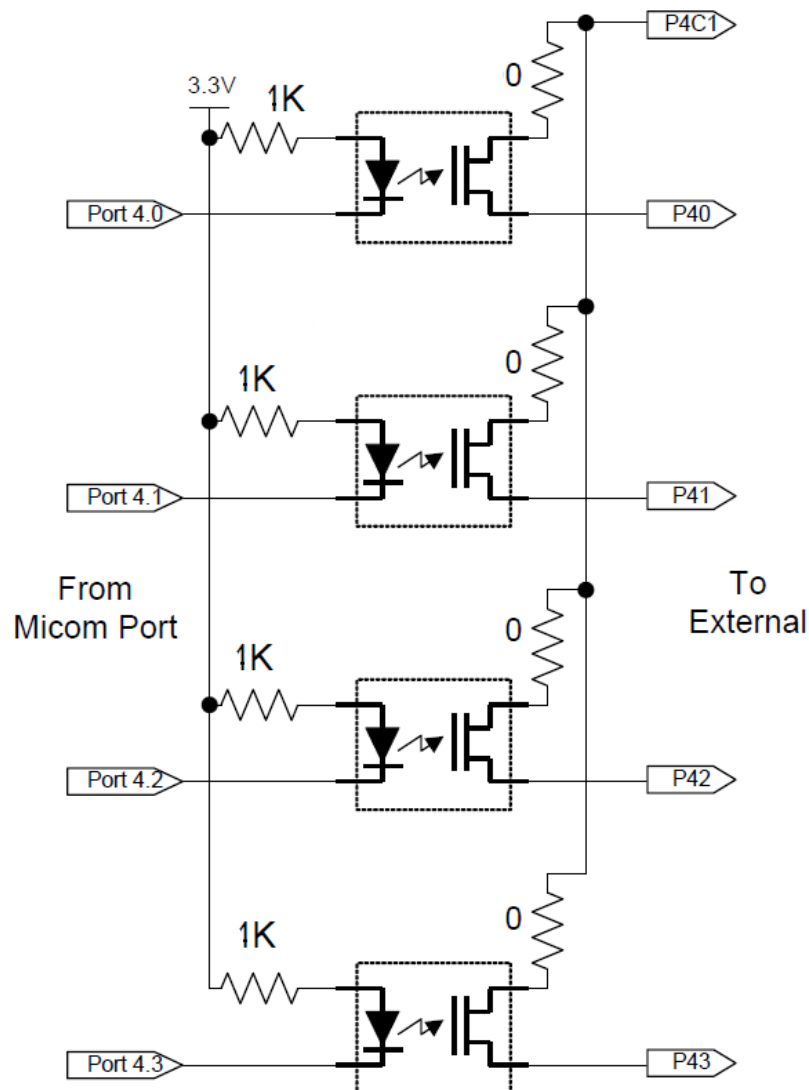 P4C1
0
3.3V
1K
Port 4.0
P40
0
1K
Port 4.1
P41
From
Micom Port
To
External
0
1K
Port 4.2
P42
0
1K
Port 4.3
P43